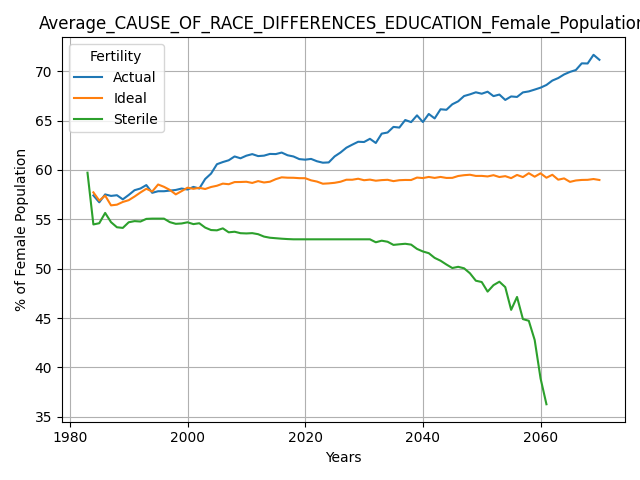 Average_CAUSE_OF_RACE_DIFFERENCES_EDUCATION_Female_Population
Fertility
Actual
Ideal
Sterile
% of Female Population
70
65
60
55
50
45
40
35
1980
2000
2020
2040
2060
Years